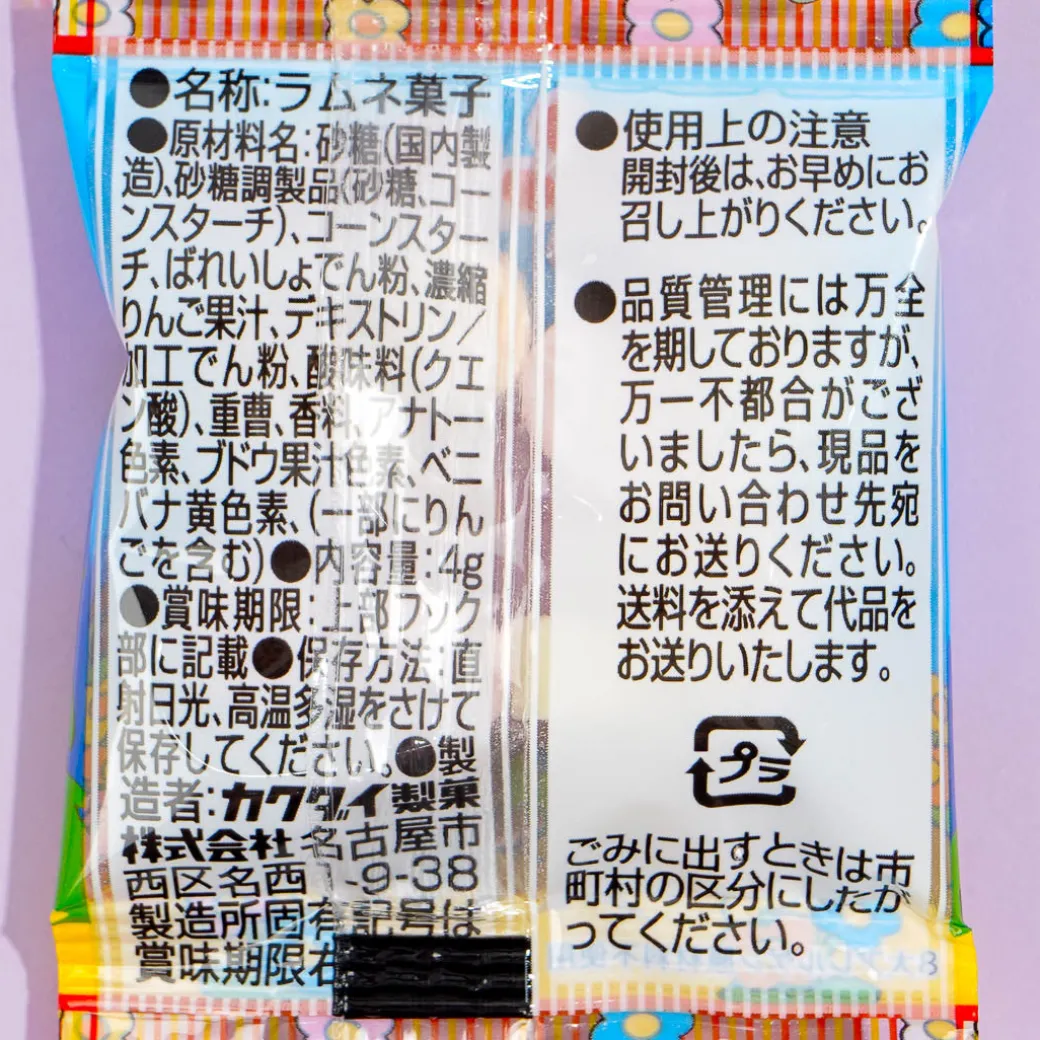 ●名称:ラムネ菓子
●原材料名:砂糖(国内製
造)、砂糖調製品(砂糖、コー
ンスターチ)、コーンスター
チ、ばれいしょでん粉、濃縮
りんご果汁、デキストリン/
加工でん粉、酸味料(クエ
ン酸)、重曹、香料、アナトー
色素、ブドウ果汁色素、ベニ
バナ黄色素、(一部にりん
ごを含む)●内容量:4g
●賞味期限:上部フック
部に記載●保存方法:直
射日光、高温多湿をさけて
保存してください。●製
造者:カクダイ製菓
株式会社 名古屋市
西区名西1-9-38
製造所固有記号は
賞味期限右
●使用上の注意
開封後は、お早めにお
召し上がりください。
●品質管理には万全
を期しておりますが、
万一不都合がござ
いましたら、現品を
お問い合わせ先宛
にお送りください。
送料を添えて代品を
お送りいたします。
プラ
ごみに出すときは市
町村の区分にしたが
ってください。